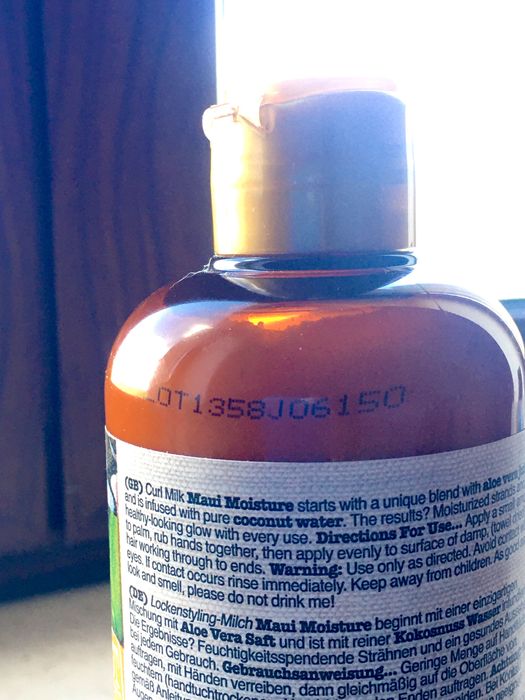 LOT1358J06150
(GB) Curl Milk Maui Moisture starts with a unique blend with aloe vera
and is infused with pure coconut water. The results? Moisturized strands
healthy-looking glow with every use. Directions For Use... Apply a small
to palm, rub hands together, then apply evenly to surface of damp, (towel
hair working through to ends. Warning: Use only as directed. Avoid contact
eyes. If contact occurs rinse immediately. Keep away from children. As good
look and smell, please do not drink me!
(DE) Lockenstyling-Milch Maui Moisture beginnt mit einer einzigartigen
Mischung mit Aloe Vera Saft und ist mit reiner Kokosnuss Wasser
Die Ergebnisse? Feuchtigkeitsspendende Strähnen und ein gesundes
bei jedem Gebrauch. Gebrauchsanweisung... Geringe Menge auf
auftragen, mit Händen verreiben, dann gleichmäßig auf Oberfläche von
feuchtem (handtuchtrockenem)
gemäß